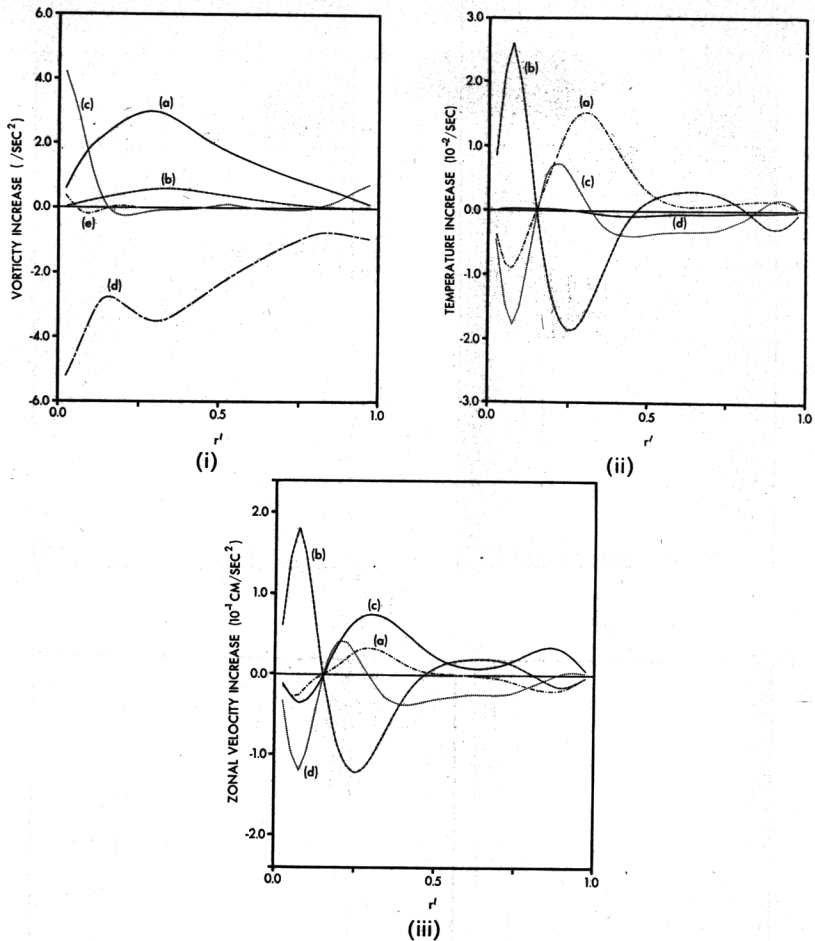 VORTICTY INCREASE ( /SEC²)
6.0
4.0
2.0
0.0
-2.0
-4.0
-6.0
(c)
(a)
(b)
(e)
(d)
0.0
0.5
1.0
r'
(i)
TEMPERATURE INCREASE (10⁻²/SEC)
3.0
2.0
1.0
0.0
-1.0
-2.0
-3.0
(b)
(a)
(c)
(d)
0.0
0.5
1.0
r'
(ii)
ZONAL VELOCITY INCREASE (10⁻¹ CM/SEC²)
2.0
1.0
0.0
-1.0
-2.0
(b)
(c)
(a)
(d)
0.0
0.5
1.0
r'
(iii)